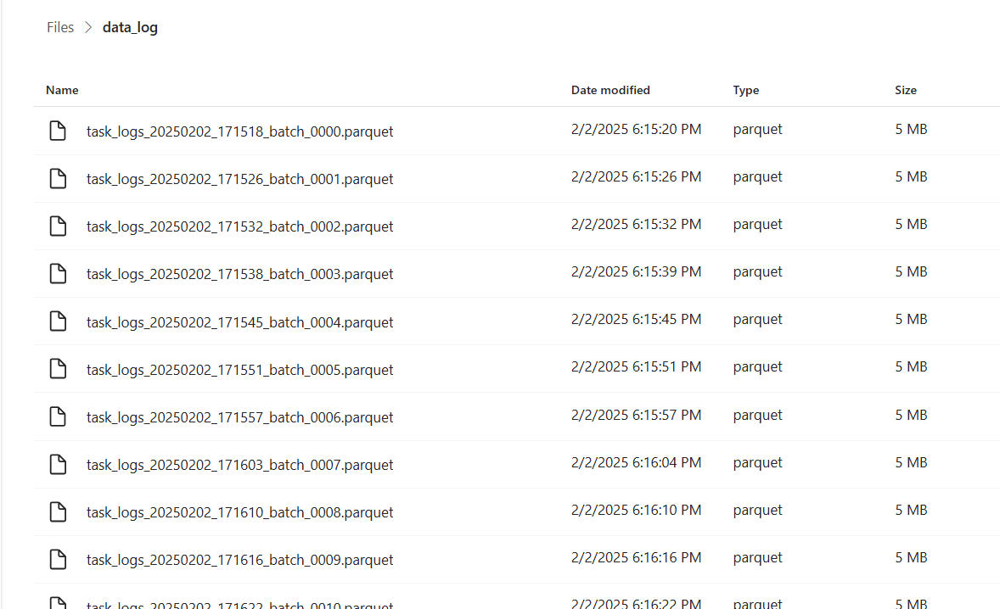 Files > data_log
Name Date modified Type Size
task_logs_20250202_171518_batch_0000.parquet 2/2/2025 6:15:20 PM parquet 5 MB
task_logs_20250202_171526_batch_0001.parquet 2/2/2025 6:15:26 PM parquet 5 MB
task_logs_20250202_171532_batch_0002.parquet 2/2/2025 6:15:32 PM parquet 5 MB
task_logs_20250202_171538_batch_0003.parquet 2/2/2025 6:15:39 PM parquet 5 MB
task_logs_20250202_171545_batch_0004.parquet 2/2/2025 6:15:45 PM parquet 5 MB
task_logs_20250202_171551_batch_0005.parquet 2/2/2025 6:15:51 PM parquet 5 MB
task_logs_20250202_171557_batch_0006.parquet 2/2/2025 6:15:57 PM parquet 5 MB
task_logs_20250202_171603_batch_0007.parquet 2/2/2025 6:16:04 PM parquet 5 MB
task_logs_20250202_171610_batch_0008.parquet 2/2/2025 6:16:10 PM parquet 5 MB
task_logs_20250202_171616_batch_0009.parquet 2/2/2025 6:16:16 PM parquet 5 MB
task_logs_20250202_171622_batch_0010.parquet 2/2/2025 6:16:22 PM parquet 5 MB